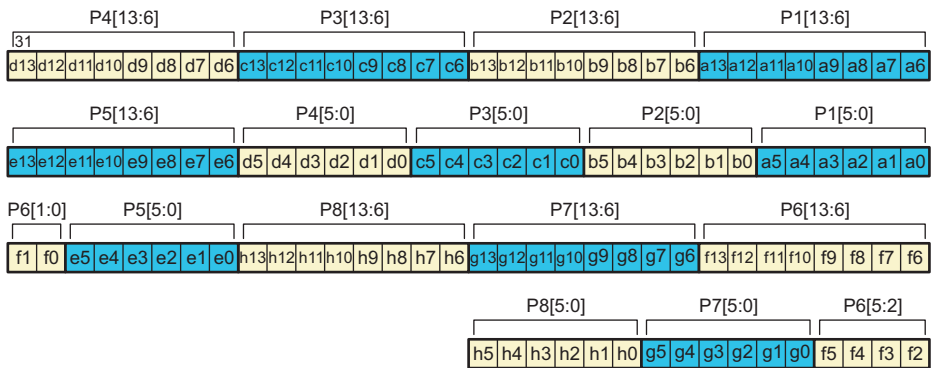 P4[13:6] P3[13:6] P2[13:6] P1[13:6]
31
d13 d12 d11 d10 d9 d8 d7 d6 c13 c12 c11 c10 c9 c8 c7 c6 b13 b12 b11 b10 b9 b8 b7 b6 a13 a12 a11 a10 a9 a8 a7 a6
P5[13:6] P4[5:0] P3[5:0] P2[5:0] P1[5:0]
e13 e12 e11 e10 e9 e8 e7 e6 d5 d4 d3 d2 d1 d0 c5 c4 c3 c2 c1 c0 b5 b4 b3 b2 b1 b0 a5 a4 a3 a2 a1 a0
P6[1:0] P5[5:0] P8[13:6] P7[13:6] P6[13:6]
f1 f0 e5 e4 e3 e2 e1 e0 h13 h12 h11 h10 h9 h8 h7 h6 g13 g12 g11 g10 g9 g8 g7 g6 f13 f12 f11 f10 f9 f8 f7 f6
P8[5:0] P7[5:0] P6[5:2]
h5 h4 h3 h2 h1 h0 g5 g4 g3 g2 g1 g0 f5 f4 f3 f2